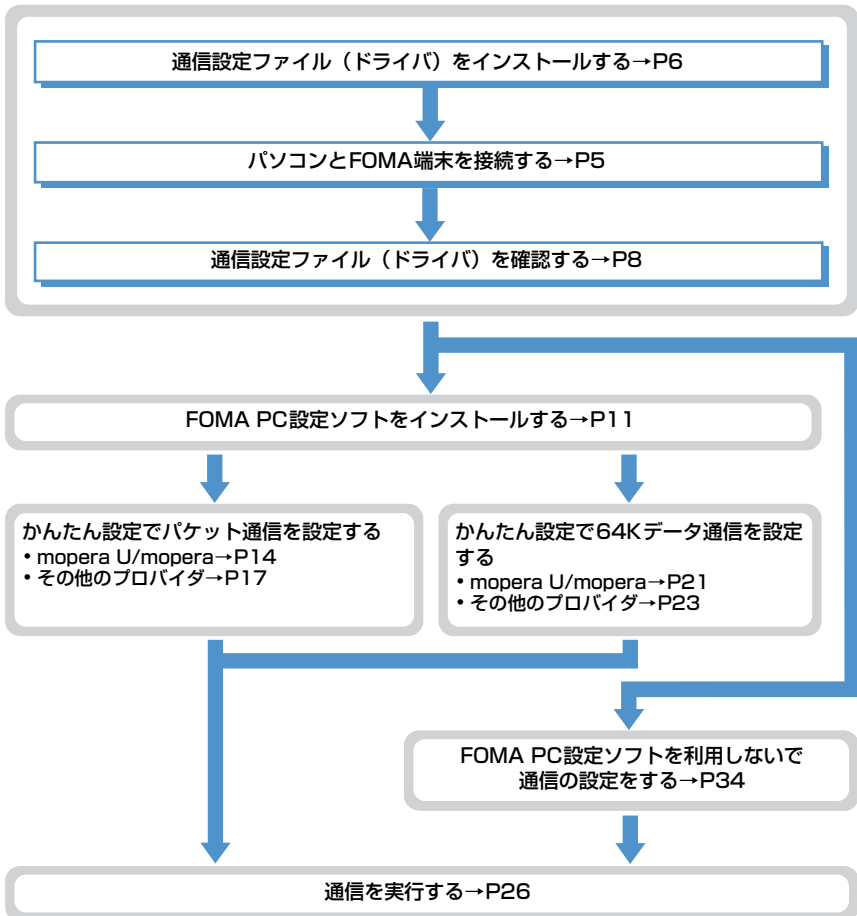 通信設定ファイル（ドライバ）をインストールする→P6
パソコンとFOMA端末を接続する→P5
通信設定ファイル（ドライバ）を確認する→P8
FOMA PC設定ソフトをインストールする→P11
かんたん設定でパケット通信を設定する
• mopera U/mopera→P14
• その他のプロバイダ→P17
かんたん設定で64Kデータ通信を設定
する
• mopera U/mopera→P21
• その他のプロバイダ→P23
FOMA PC設定ソフトを利用しないで
通信の設定をする→P34
通信を実行する→P26